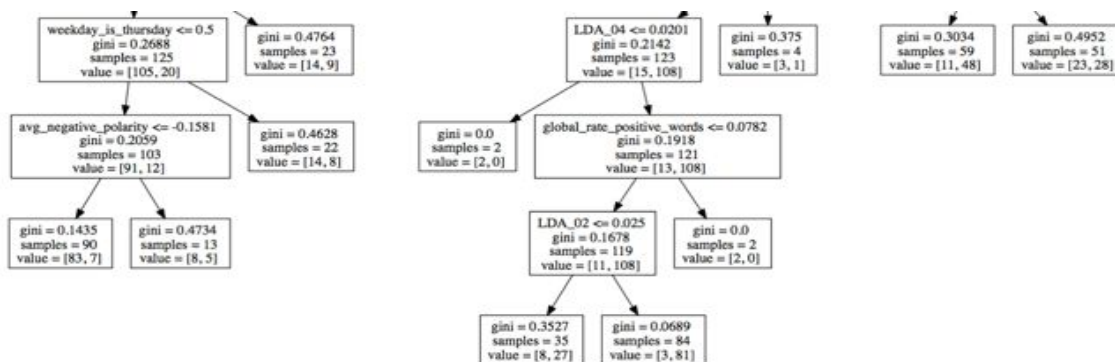 weekday_is_thursday <= 0.5
gini = 0.2688
samples = 125
value = [105, 20]
gini = 0.4764
samples = 23
value = [14, 9]
LDA_04 <= 0.0201
gini = 0.2142
samples = 123
value = [15, 108]
gini = 0.375
samples = 4
value = [3, 1]
gini = 0.3034
samples = 59
value = [11, 48]
gini = 0.4952
samples = 51
value = [23, 28]
avg_negative_polarity <= -0.1581
gini = 0.2059
samples = 103
value = [91, 12]
gini = 0.4628
samples = 22
value = [14, 8]
gini = 0.0
samples = 2
value = [2, 0]
global_rate_positive_words <= 0.0782
gini = 0.1918
samples = 121
value = [13, 108]
gini = 0.1435
samples = 90
value = [83, 7]
gini = 0.4734
samples = 13
value = [8, 5]
LDA_02 <= 0.025
gini = 0.1678
samples = 119
value = [11, 108]
gini = 0.0
samples = 2
value = [2, 0]
gini = 0.3527
samples = 35
value = [8, 27]
gini = 0.0689
samples = 84
value = [3, 81]